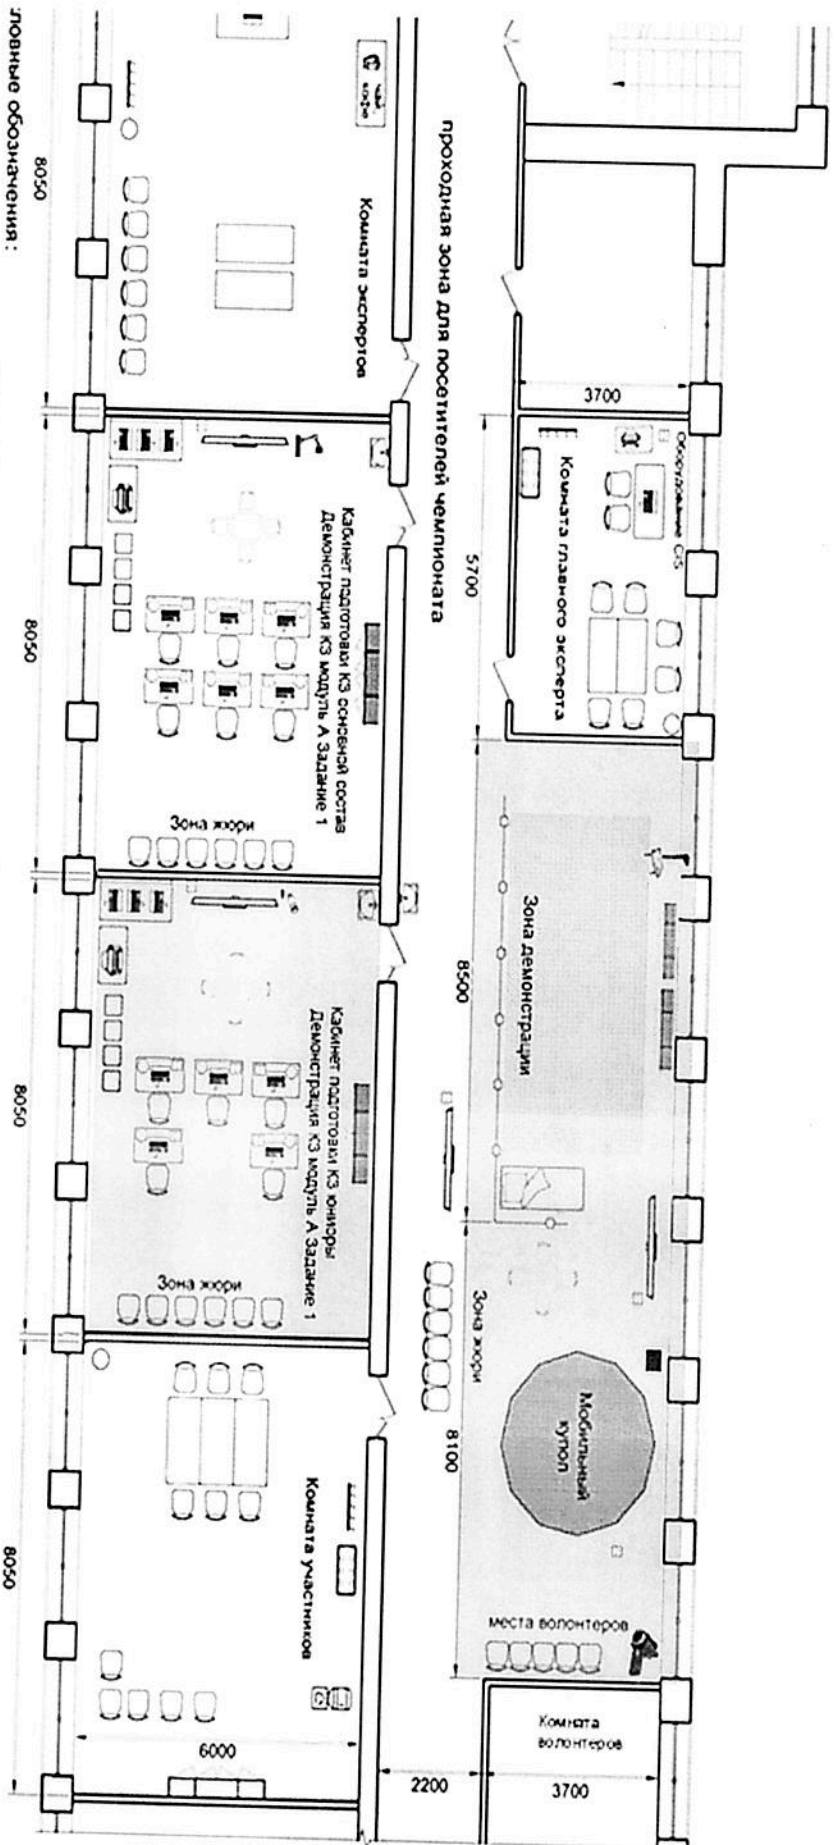 чай,
кофе
Комната экспертов
8050
проходная зона для посетителей чемпионата
3700
5700
Оборудование CIS
Комната главного эксперта
Кабинет подготовки КЗ основной состав
Демонстрация КЗ модуль А Задание 1
Зона жюри
8050
Зона демонстрации
8500
Кабинет подготовки КЗ юниоры
Демонстрация КЗ модуль А Задание 1
Зона жюри
8050
Зона жюри
Мобильный
купол
8100
места волонтеров
Комната участников
6000
8050
2200
Комната
волонтеров
3700
ловные обозначения: